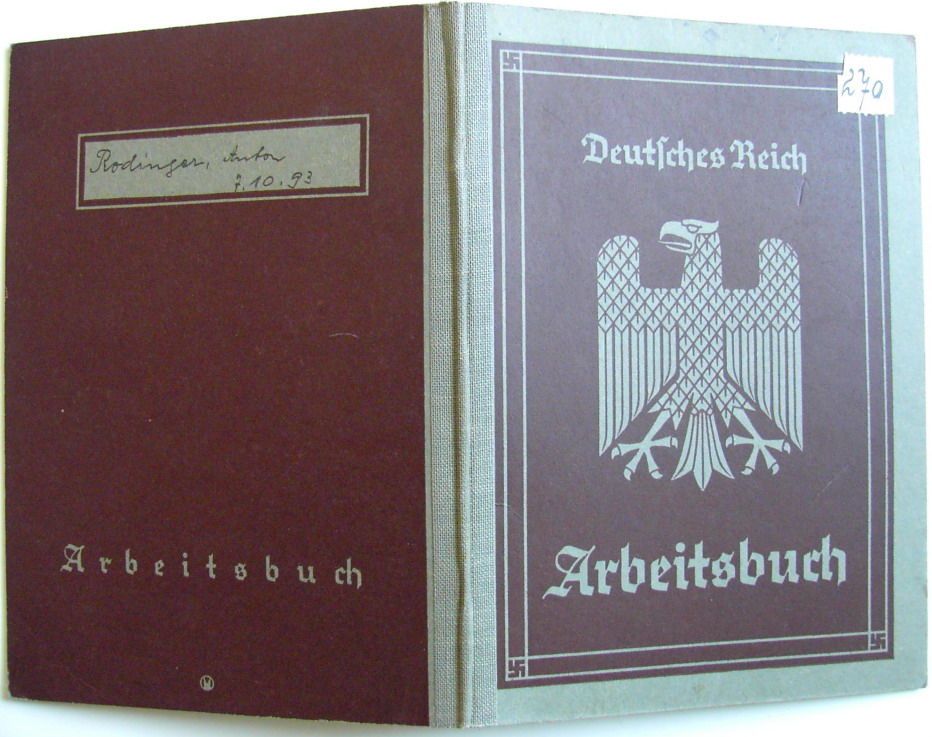 Rodinger, Anton
7.10.93
Arbeitsbuch
Deutsches Reich
270
Arbeitsbuch